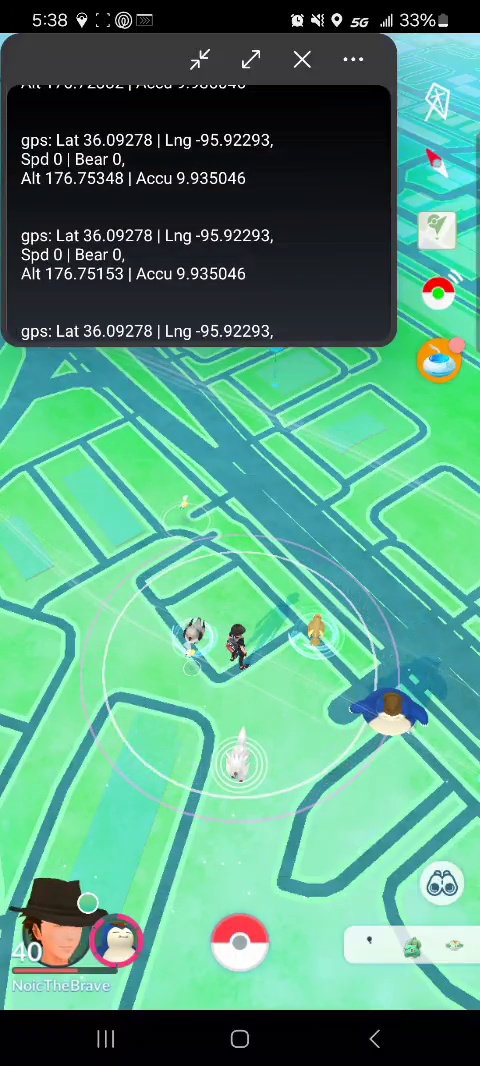 5:38
5G
33%
Alt 176.72852 | Accu 9.935046
gps: Lat 36.09278 | Lng -95.92293,
Spd 0 | Bear 0,
Alt 176.75348 | Accu 9.935046
gps: Lat 36.09278 | Lng -95.92293,
Spd 0 | Bear 0,
Alt 176.75153 | Accu 9.935046
gps: Lat 36.09278 | Lng -95.92293,
40
NoicTheBrave